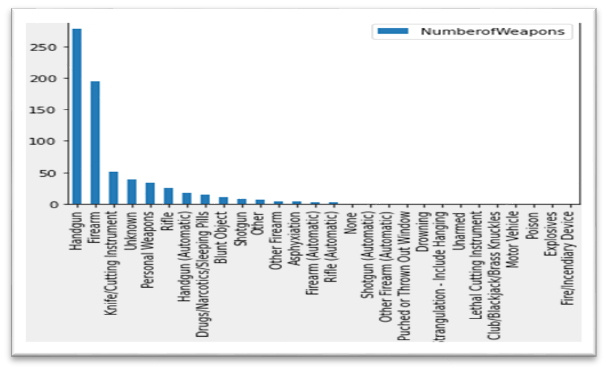 NumberofWeapons
250
200
150
100
50
0
Handgun
Firearm
Knife/Cutting Instrument
Unknown
Personal Weapons
Rifle
Handgun (Automatic)
Drugs/Narcotics/Sleeping Pills
Blunt Object
Shotgun
Other
Other Firearm
Asphyxiation
Firearm (Automatic)
Rifle (Automatic)
None
Shotgun (Automatic)
Other Firearm (Automatic)
Puched or Thrown Out Window
Drowning
trangulation - Include Hanging
Unarmed
Lethal Cutting Instrument
Club/Blackjack/Brass Knuckles
Motor Vehicle
Poison
Explosives
Fire/Incendiary Device